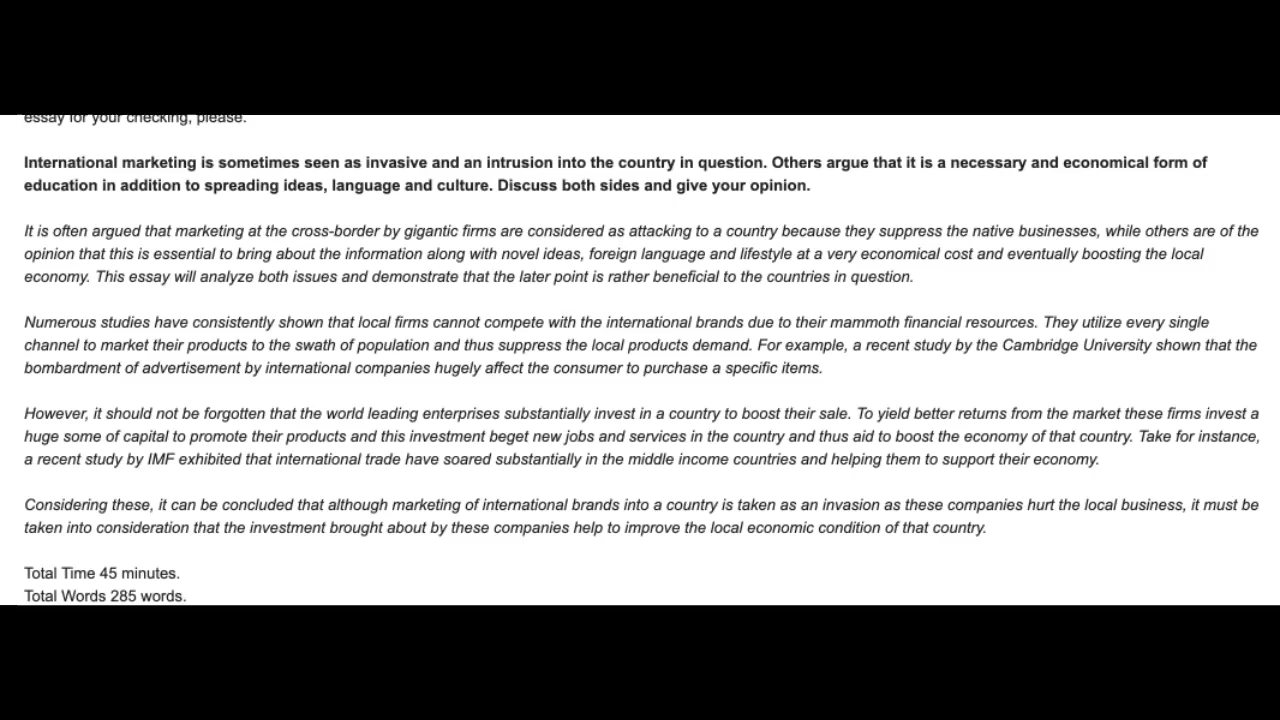 essay for your checking, please.
International marketing is sometimes seen as invasive and an intrusion into the country in question. Others argue that it is a necessary and economical form of
education in addition to spreading ideas, language and culture. Discuss both sides and give your opinion.
It is often argued that marketing at the cross-border by gigantic firms are considered as attacking to a country because they suppress the native businesses, while others are of the
opinion that this is essential to bring about the information along with novel ideas, foreign language and lifestyle at a very economical cost and eventually boosting the local
economy. This essay will analyze both issues and demonstrate that the later point is rather beneficial to the countries in question.
Numerous studies have consistently shown that local firms cannot compete with the international brands due to their mammoth financial resources. They utilize every single
channel to market their products to the swath of population and thus suppress the local products demand. For example, a recent study by the Cambridge University shown that the
bombardment of advertisement by international companies hugely affect the consumer to purchase a specific items.
However, it should not be forgotten that the world leading enterprises substantially invest in a country to boost their sale. To yield better returns from the market these firms invest a
huge some of capital to promote their products and this investment beget new jobs and services in the country and thus aid to boost the economy of that country. Take for instance,
a recent study by IMF exhibited that international trade have soared substantially in the middle income countries and helping them to support their economy.
Considering these, it can be concluded that although marketing of international brands into a country is taken as an invasion as these companies hurt the local business, it must be
taken into consideration that the investment brought about by these companies help to improve the local economic condition of that country.
Total Time 45 minutes.
Total Words 285 words.